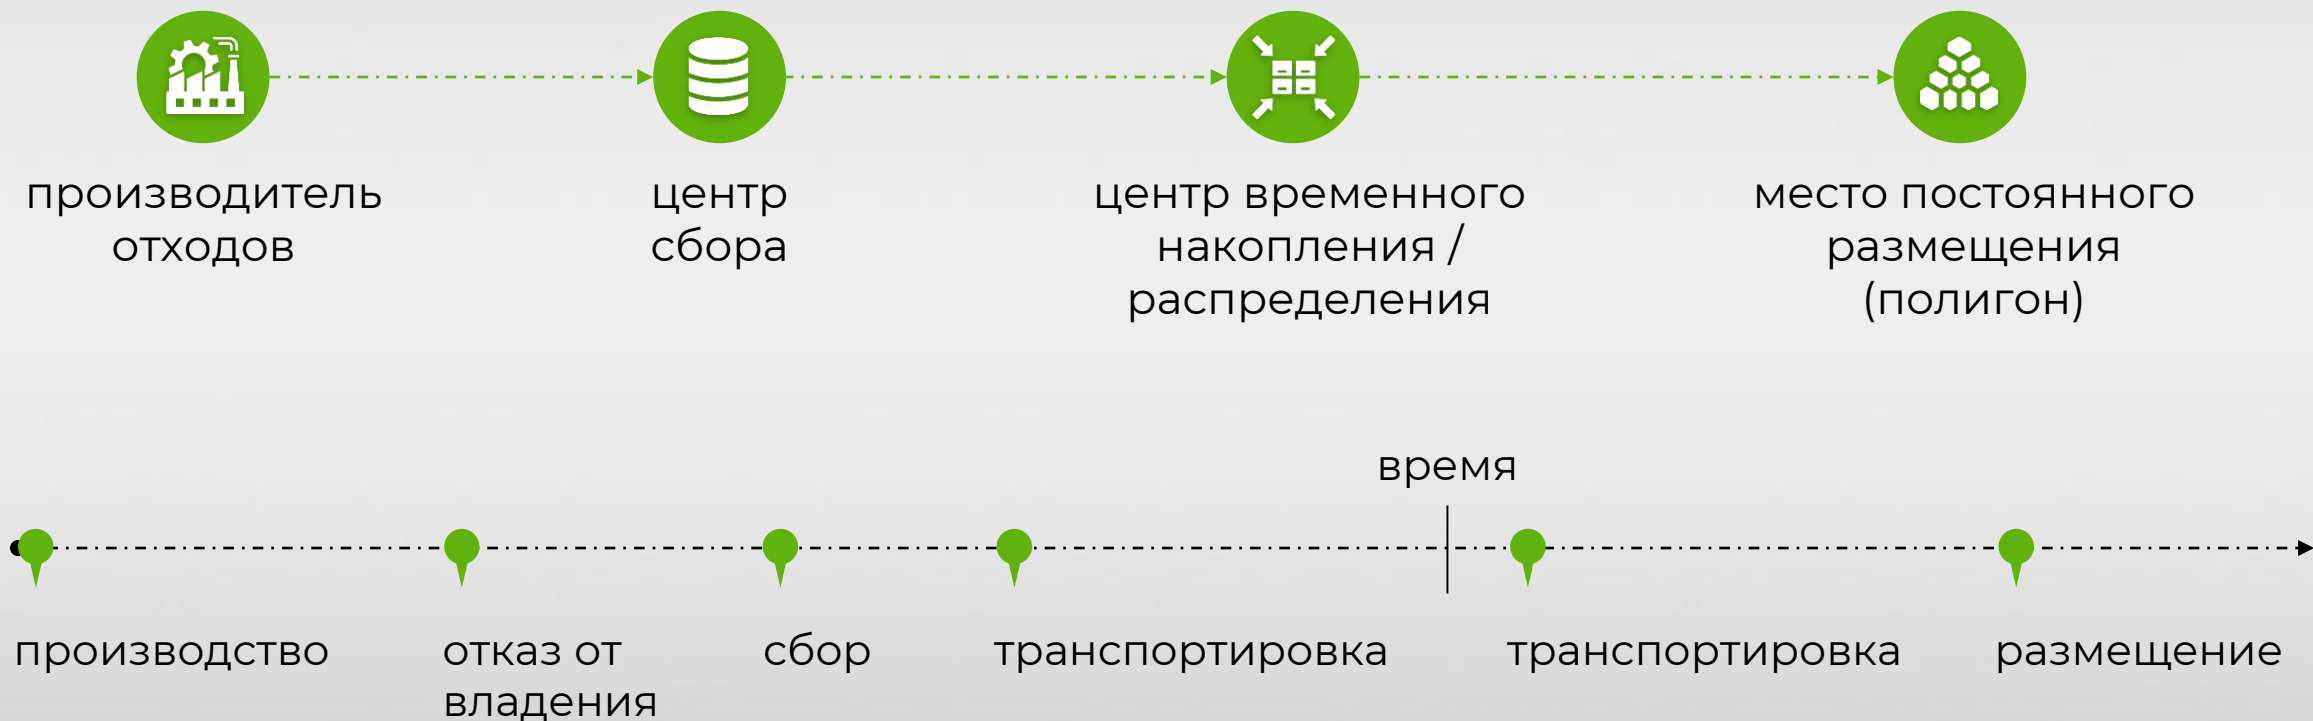 производитель
отходов
центр
сбора
центр временного
накопления /
распределения
место постоянного
размещения
(полигон)
время
производство
отказ от
владения
сбор
транспортировка
транспортировка
размещение